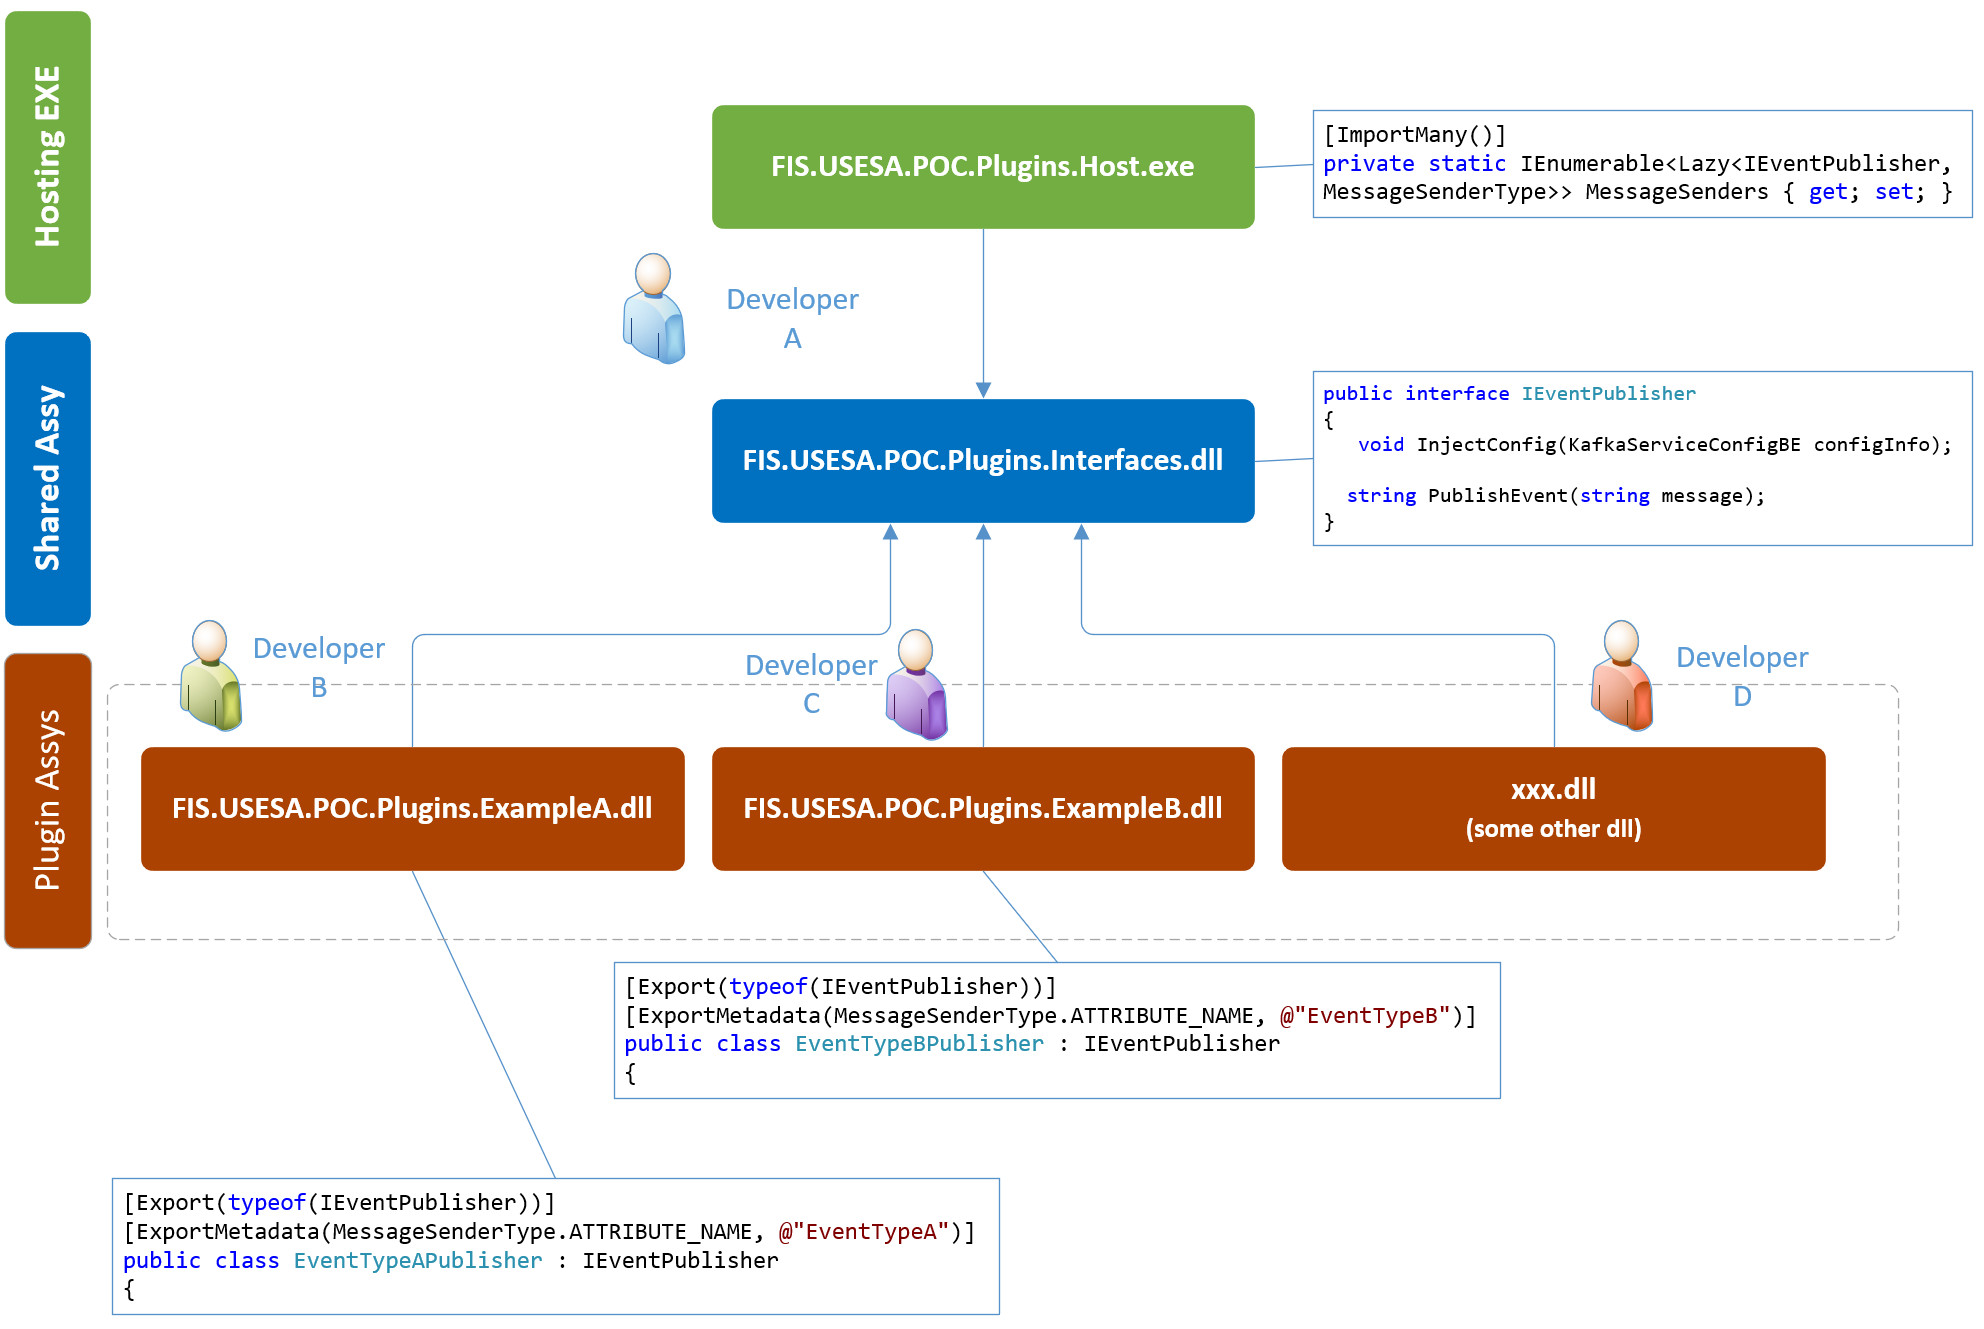 Hosting EXE
FIS.USESA.POC.Plugins.Host.exe
[ImportMany()]
private static IEnumerable<Lazy<IEventPublisher,
MessageSenderType>> MessageSenders { get; set; }
Developer
A
Shared Assy
FIS.USESA.POC.Plugins.Interfaces.dll
public interface IEventPublisher
{
void InjectConfig(KafkaServiceConfigBE configInfo);
string PublishEvent(string message);
}
Developer
B
Developer
C
Developer
D
Plugin Assys
FIS.USESA.POC.Plugins.ExampleA.dll
FIS.USESA.POC.Plugins.ExampleB.dll
xxx.dll
(some other dll)
[Export(typeof(IEventPublisher))]
[ExportMetadata(MessageSenderType.ATTRIBUTE_NAME, @"EventTypeB")]
public class EventTypeBPublisher : IEventPublisher
{
[Export(typeof(IEventPublisher))]
[ExportMetadata(MessageSenderType.ATTRIBUTE_NAME, @"EventTypeA")]
public class EventTypeAPublisher : IEventPublisher
{